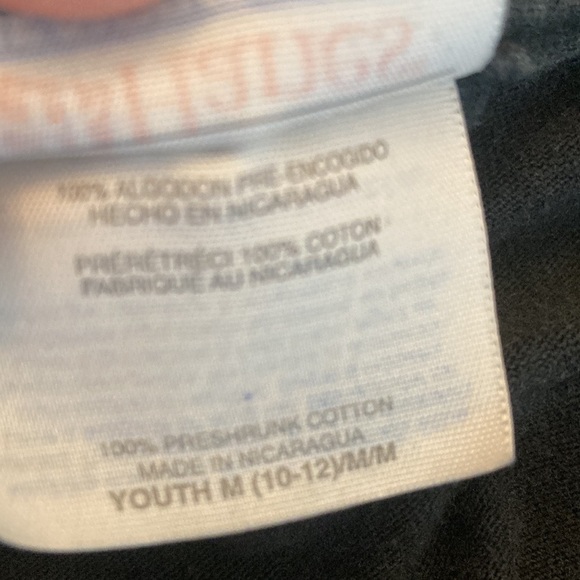 100% ALGODON PRE-ENCOGIDO
HECHO EN NICARAGUA
PRÉRÉTRÉCI 100% COTON
FABRIQUE AU NICARAGUA
100% PRESHRUNK COTTON
MADE IN NICARAGUA
YOUTH M (10-12)/M/M